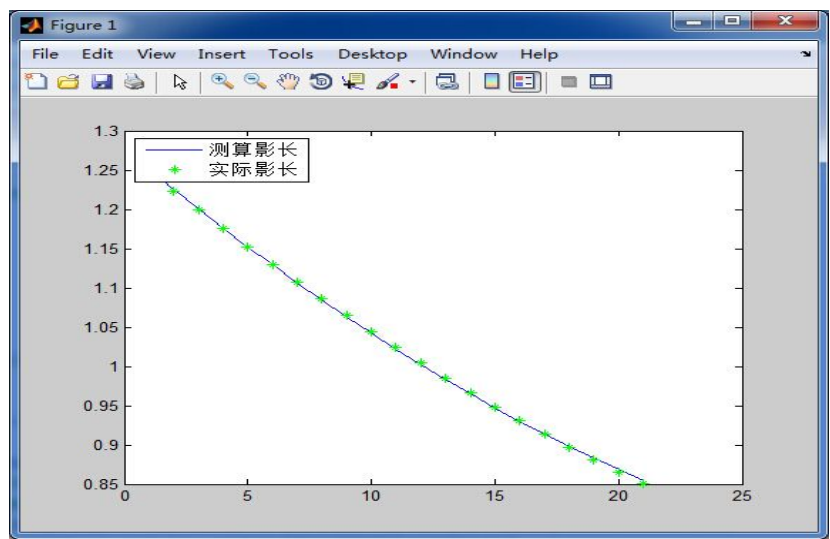 Figure 1
File Edit View Insert Tools Desktop Window Help
1.3
测算影长
1.25
实际影长
1.2
1.15
1.1
1.05
1
0.95
0.9
0.85
0 5 10 15 20 25